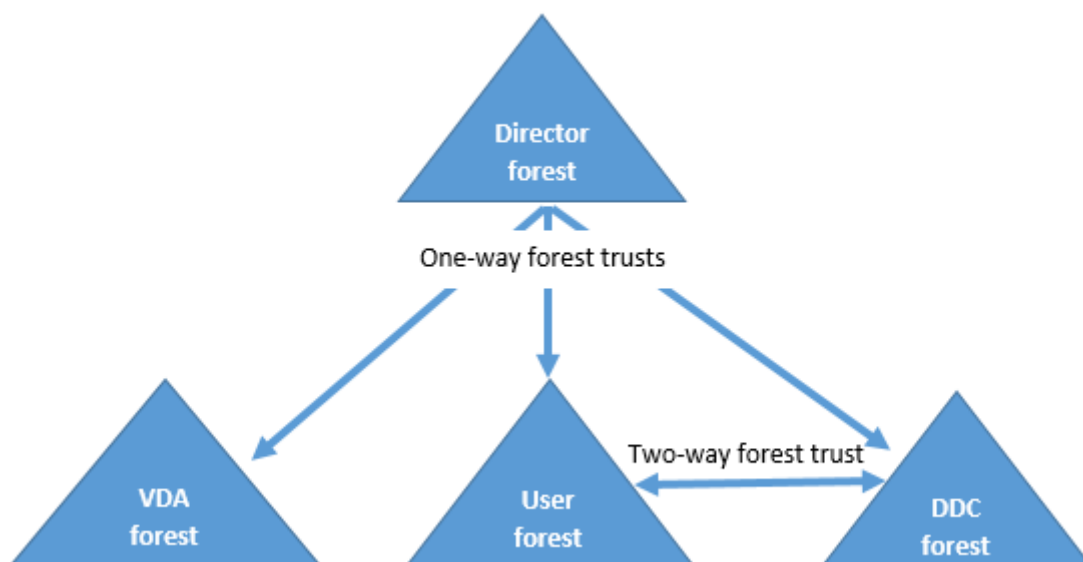 Director
forest
One-way forest trusts
Two-way forest trust
VDA
forest
User
forest
DDC
forest